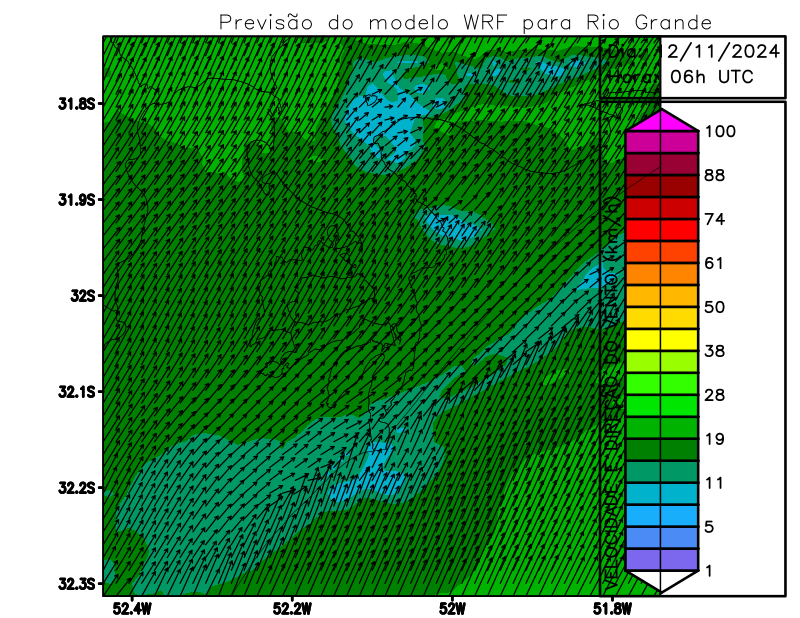 Previsão do modelo WRF para Rio Grande
Dia: 2/11/2024
Hora: 06h UTC
31.8S
31.9S
32S
32.1S
32.2S
32.3S
52.4W
52.2W
52W
51.8W
VELOCIDADE E DIREÇÃO DO VENTO (km/h)
100
88
74
61
50
38
28
19
11
5
1